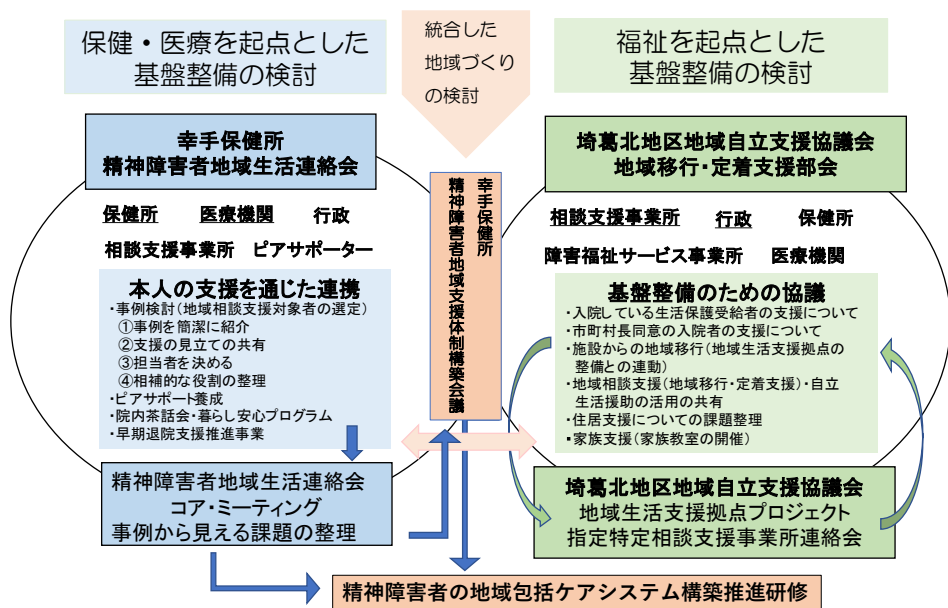 保健・医療を起点とした
基盤整備の検討
統合した
地域づくり
の検討
福祉を起点とした
基盤整備の検討
幸手保健所
精神障害者地域生活連絡会
保健所 医療機関 行政
相談支援事業所 ピアサポーター
本人の支援を通じた連携
・事例検討（地域相談支援対象者の選定）
①事例を簡潔に紹介
②支援の見立ての共有
③担当者を決める
④相補的な役割の整理
・ピアサポート養成
・院内茶話会・暮らし安心プログラム
・早期退院支援推進事業
精神障害者地域生活連絡会
コア・ミーティング
事例から見える課題の整理
幸手保健所
精神障害者地域支援体制構築会議
埼葛北地区地域自立支援協議会
地域移行・定着支援部会
相談支援事業所 行政 保健所
障害福祉サービス事業所 医療機関
基盤整備のための協議
・入院している生活保護受給者の支援について
・市町村長同意の入院者の支援について
・施設からの地域移行（地域生活支援拠点の
整備との連動）
・地域相談支援（地域移行・定着支援）・自立
生活援助の活用の共有
・住居支援についての課題整理
▪家族支援（家族教室の開催）
埼葛北地区地域自立支援協議会
地域生活支援拠点プロジェクト
指定特定相談支援事業所連絡会
精神障害者の地域包括ケアシステム構築推進研修